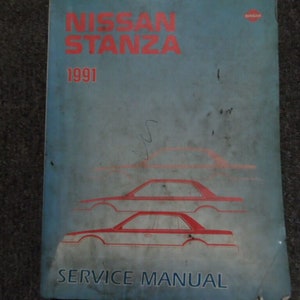 NISSAN
STANZA
1991
SERVICE MANUAL